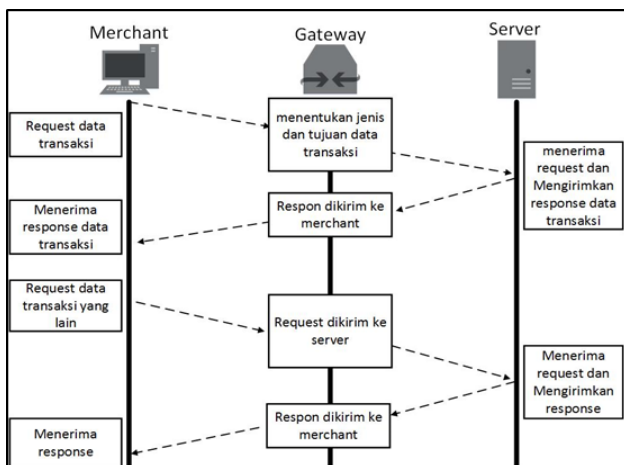 Merchant
Gateway
Server
Request data
transaksi
menentukan jenis
dan tujuan data
transaksi
menerima
request dan
Mengirimkan
response data
transaksi
Respon dikirim ke
merchant
Menerima
response data
transaksi
Request data
transaksi yang
lain
Request dikirim ke
server
Menerima
request dan
Mengirimkan
response
Respon dikirim ke
merchant
Menerima
response